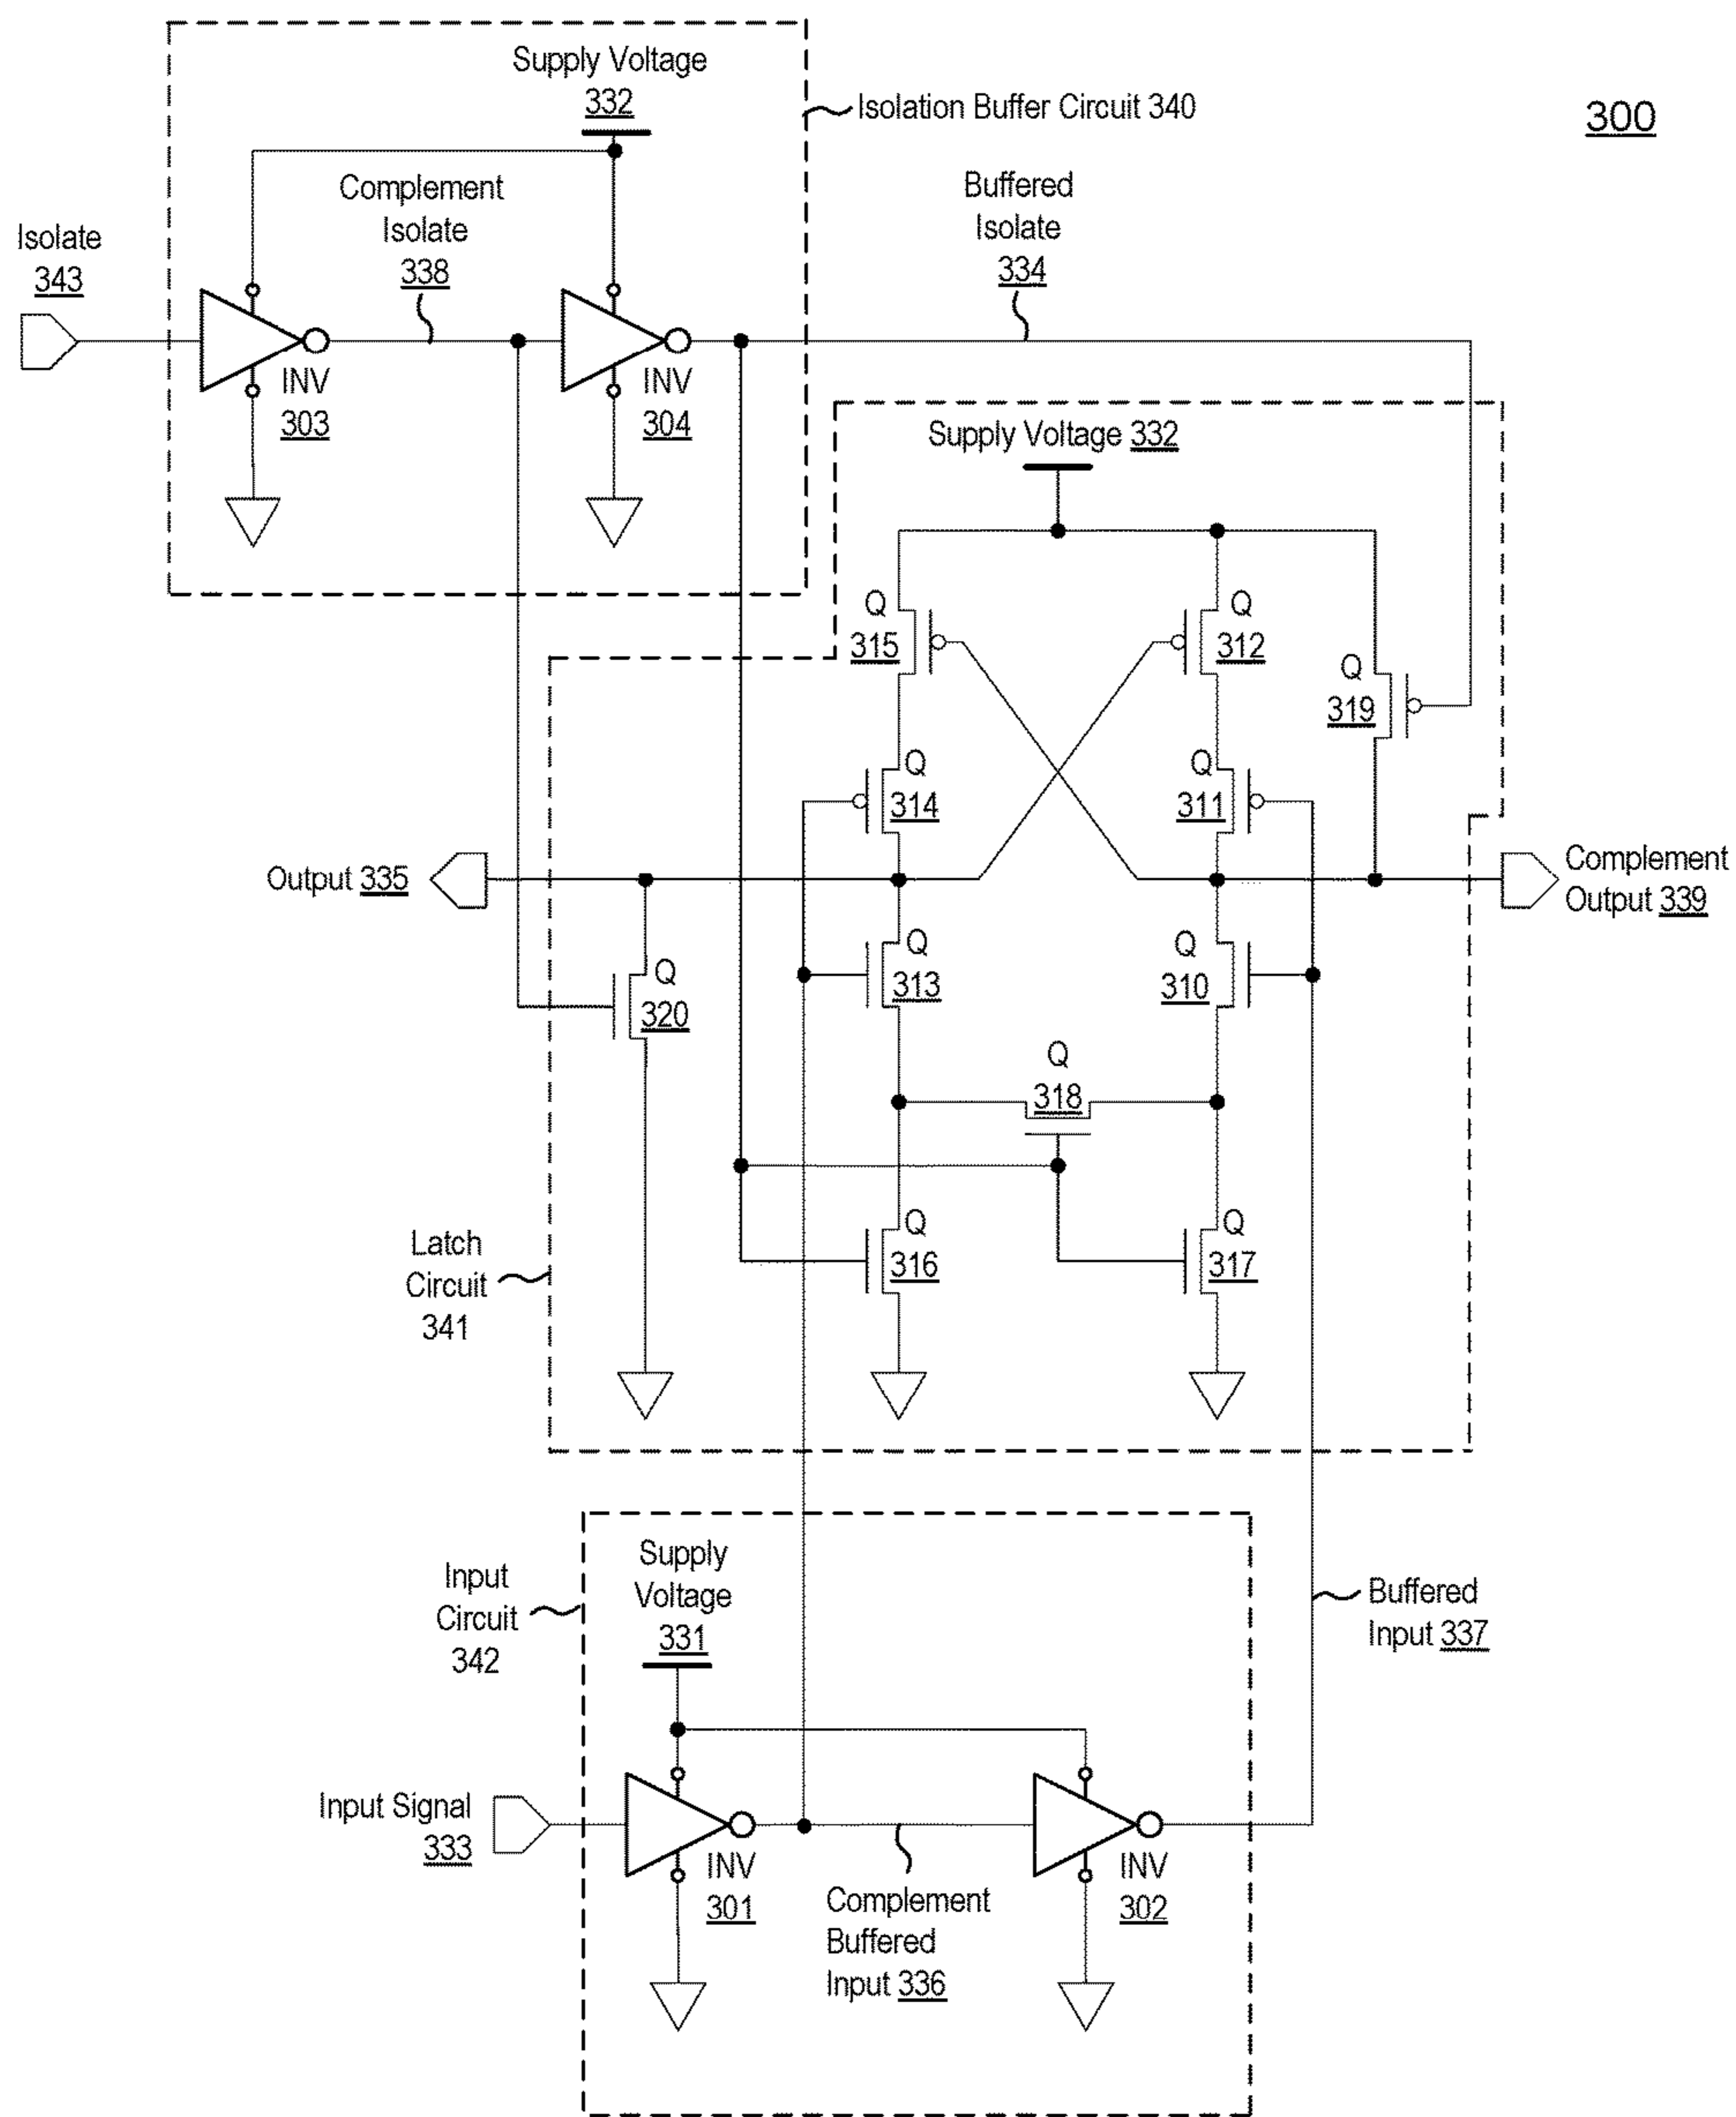 300
Supply Voltage
332
Isolation Buffer Circuit 340
Isolate
343
Complement
Isolate
338
Buffered
Isolate
334
INV
303
INV
304
Supply Voltage 332
Q
315
Q
312
Q
319
Q
314
Q
311
Output 335
Complement
Output 339
Q
313
Q
310
Q
320
Q
318
Q
316
Q
317
Latch
Circuit
341
Input
Circuit
342
Supply
Voltage
331
Buffered
Input 337
Input Signal
333
INV
301
Complement
Buffered
Input 336
INV
302